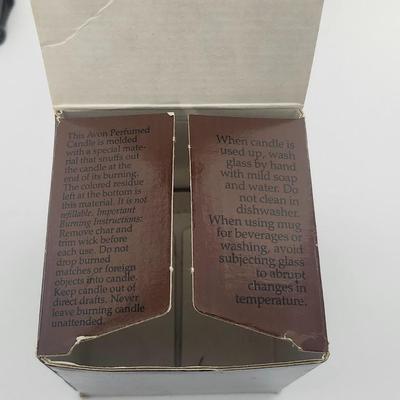 This Avon Perfumed
Candle is molded
with a special mate-
rial that snuffs out
the candle at the
end of its burning.
The colored residue
left at the bottom is
this material. It is not
refillable. Important
Burning Instructions:
Remove char and
trim wick before
each use. Do not
drop burned
matches or foreign
objects into candle.
Keep candle out of
direct drafts. Never
leave burning candle
unattended.
When candle is
used up, wash
glass by hand
with mild soap
and water. Do
not clean in
dishwasher.
When using mug
for beverages or
washing, avoid
subjecting glass
to abrupt
changes in
temperature.